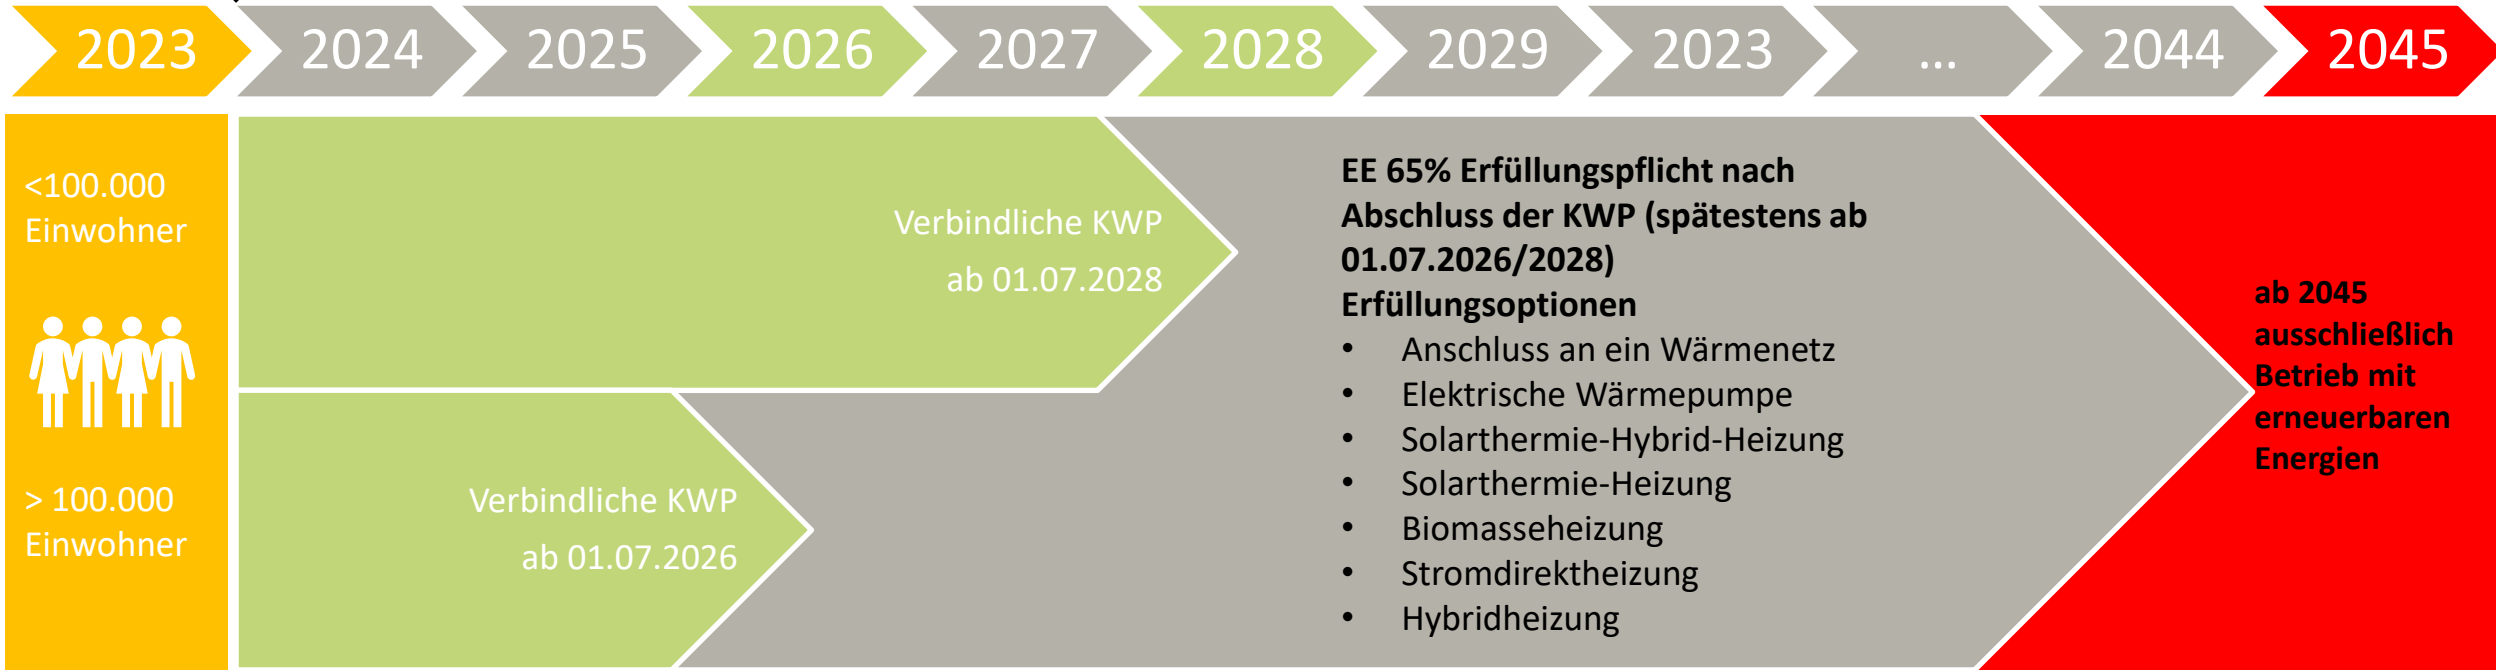 2023
2024
2025
2026
2027
2028
2029
2023
...
2044
2045
<100.000
Einwohner
> 100.000
Einwohner
Verbindliche KWP
ab 01.07.2028
Verbindliche KWP
ab 01.07.2026
EE 65% Erfüllungspflicht nach
Abschluss der KWP (spätestens ab
01.07.2026/2028)
Erfüllungsoptionen
• Anschluss an ein Wärmenetz
• Elektrische Wärmepumpe
• Solarthermie-Hybrid-Heizung
• Solarthermie-Heizung
• Biomasseheizung
• Stromdirektheizung
• Hybridheizung
ab 2045
ausschließlich
Betrieb mit
erneuerbaren
Energien